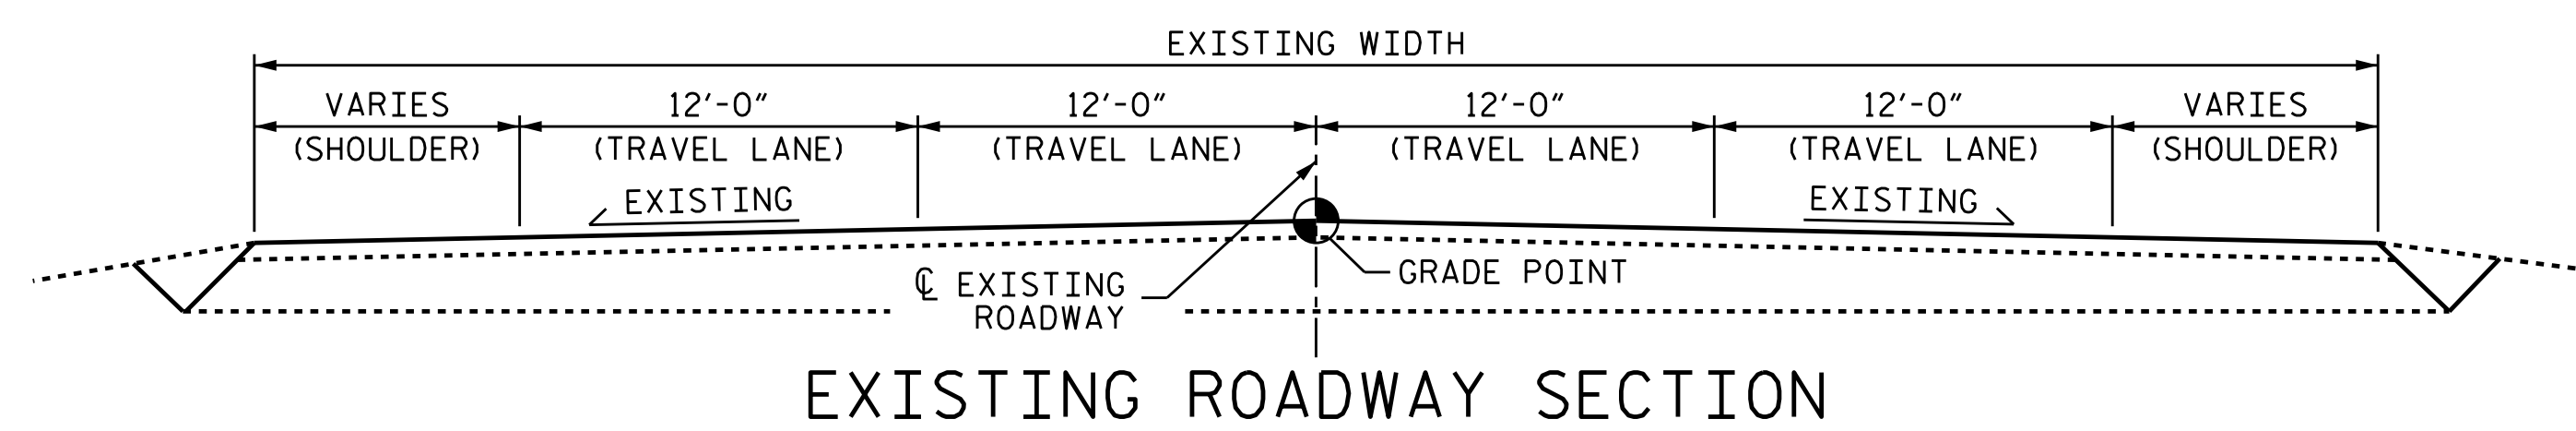 EXISTING WIDTH
VARIES 12'-0" 12'-0" 12'-0" 12'-0" VARIES
(SHOULDER) (TRAVEL LANE) (TRAVEL LANE) (TRAVEL LANE) (TRAVEL LANE) (SHOULDER)
EXISTING EXISTING
℄ EXISTING
ROADWAY
GRADE POINT
EXISTING ROADWAY SECTION